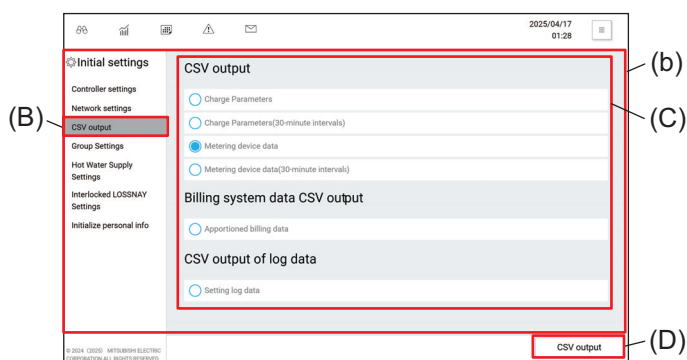 2025/04/17
01:28
Initial settings
Controller settings
Network settings
CSV output
Group Settings
Hot Water Supply
Settings
Interlocked LOSSNAY
Settings
Initialize personal info
© 2024 (2025) MITSUBISHI ELECTRIC
CORPORATION ALL RIGHTS RESERVED
CSV output
Charge Parameters
Charge Parameters(30-minute intervals)
Metering device data
Metering device data(30-minute intervals)
Billing system data CSV output
Apportioned billing data
CSV output of log data
Setting log data
CSV output
(B)
(b)
(C)
(D)